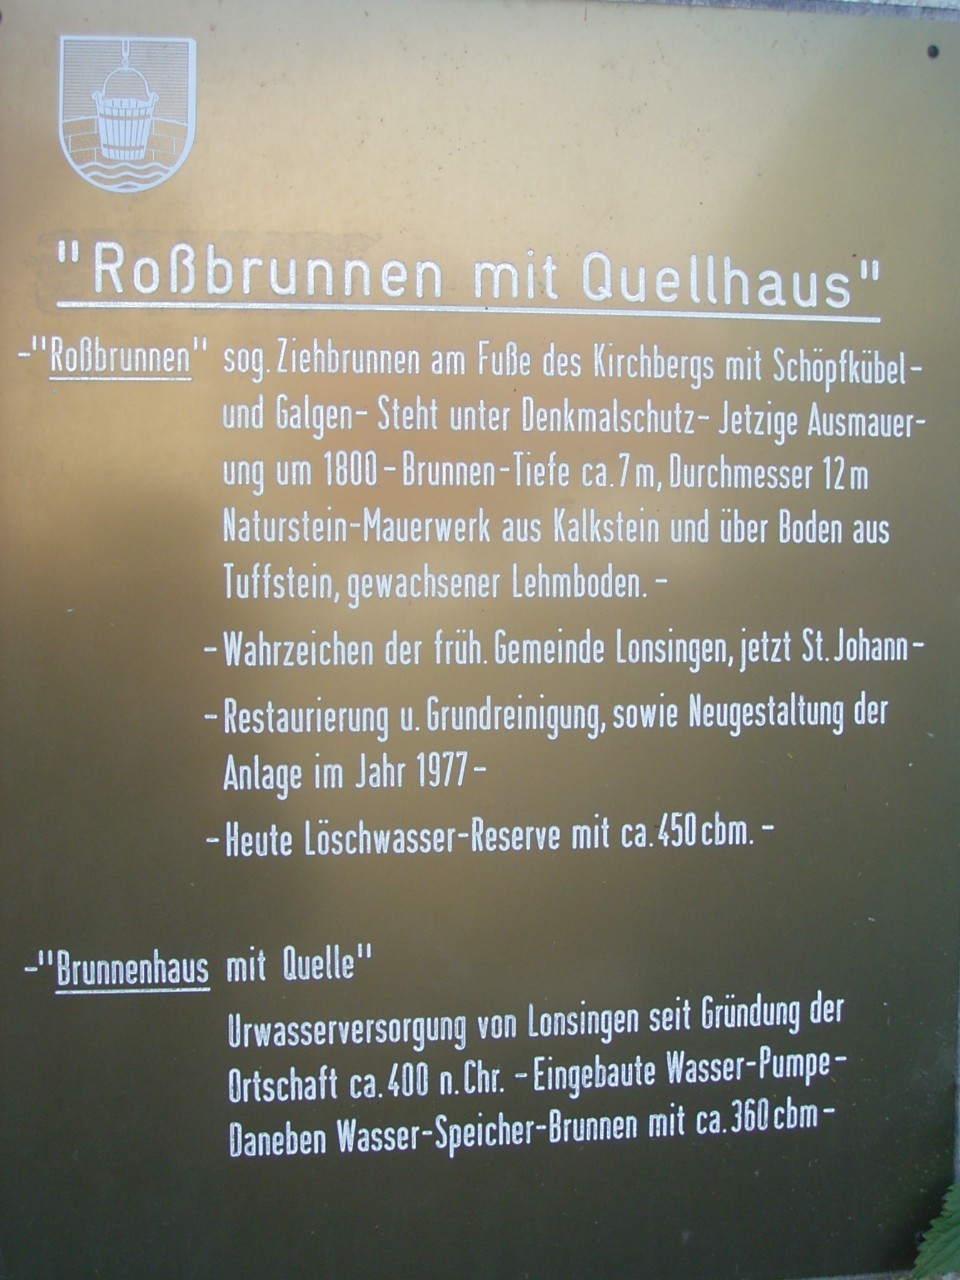 "Roßbrunnen mit Quellhaus"
-"Roßbrunnen" sog. Ziehbrunnen am Fuße des Kirchbergs mit Schöpfkübel-
und Galgen- Steht unter Denkmalschutz- Jetzige Ausmauer-
ung um 1800 - Brunnen-Tiefe ca. 7 m, Durchmesser 12 m
Naturstein-Mauerwerk aus Kalkstein und über Boden aus
Tuffstein, gewachsener Lehmboden. -
- Wahrzeichen der früh. Gemeinde Lonsingen, jetzt St. Johann -
- Restaurierung u. Grundreinigung, sowie Neugestaltung der
Anlage im Jahr 1977 -
- Heute Löschwasser-Reserve mit ca. 450 cbm. -
-"Brunnenhaus mit Quelle"
Urwasserversorgung von Lonsingen seit Gründung der
Ortschaft ca. 400 n. Chr. - Eingebaute Wasser-Pumpe -
Daneben Wasser-Speicher-Brunnen mit ca. 360 cbm -